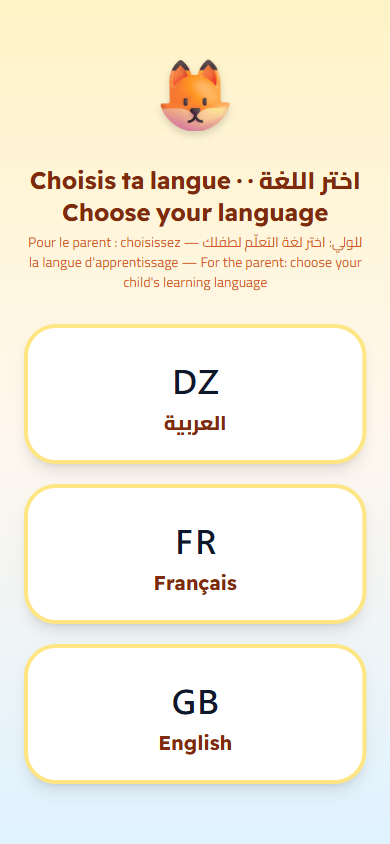 اختر اللغة · Choisis ta langue ·
Choose your language
للولي: اختر لغة التعلّم لطفلك — Pour le parent : choisissez
la langue d'apprentissage — For the parent: choose your
child's learning language
DZ
العربية
FR
Français
GB
English